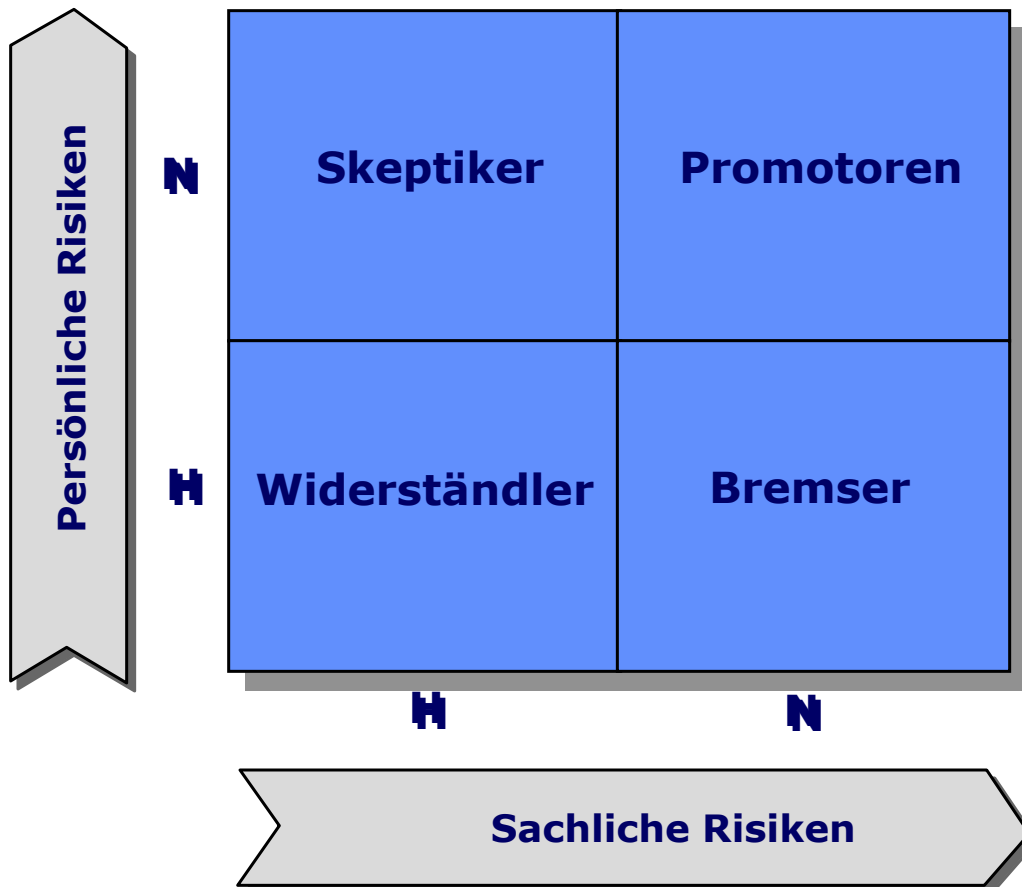 Persönliche Risiken
N
Skeptiker
Promotoren
H
Widerständler
Bremser
H
N
Sachliche Risiken